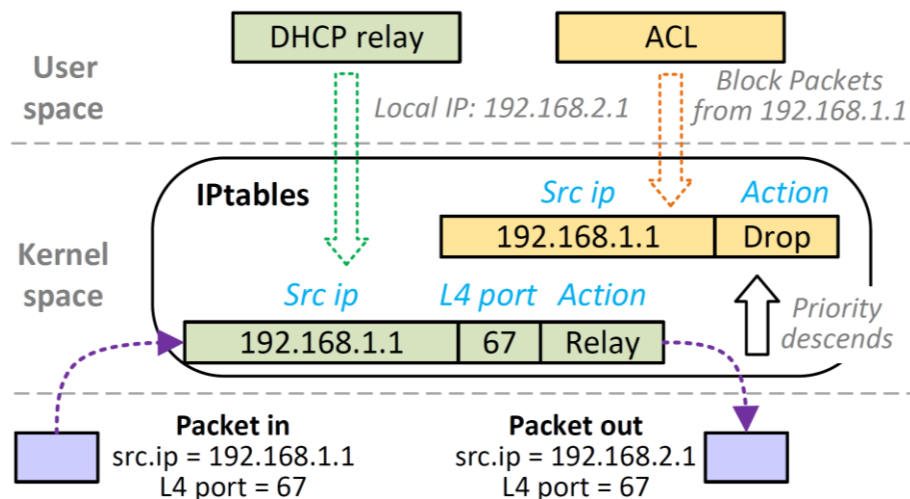 DHCP relay
ACL
User
space
Local IP: 192.168.2.1
Block Packets
from 192.168.1.1
IPtables
Src ip
Action
192.168.1.1
Drop
Kernel
space
Src ip
L4 port
Action
Priority
descends
192.168.1.1
67
Relay
Packet in
src.ip = 192.168.1.1
L4 port = 67
Packet out
src.ip = 192.168.2.1
L4 port = 67